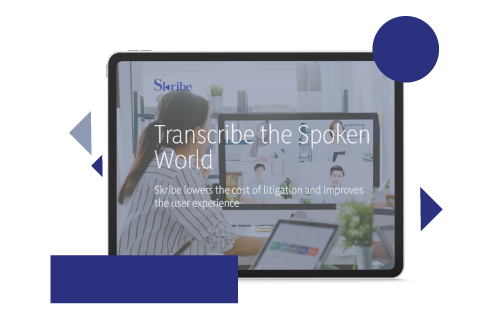 Skribe
Transcribe the Spoken
World
Skribe lowers the cost of litigation and improves
the user experience